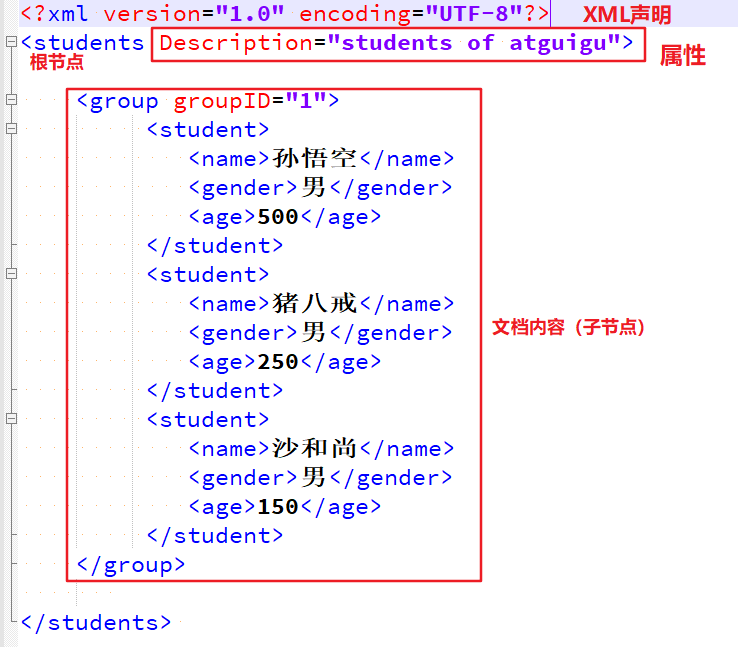 <?xml version="1.0" encoding="UTF-8"?> XML声明
<students Description="students of atguigu"> 属性
根节点
<group groupID="1">
<student>
<name>孙悟空</name>
<gender>男</gender>
<age>500</age>
</student>
<student>
<name>猪八戒</name>
<gender>男</gender>
<age>250</age>
</student>
<student>
<name>沙和尚</name>
<gender>男</gender>
<age>150</age>
</student>
</group>
文档内容（子节点）
</students>